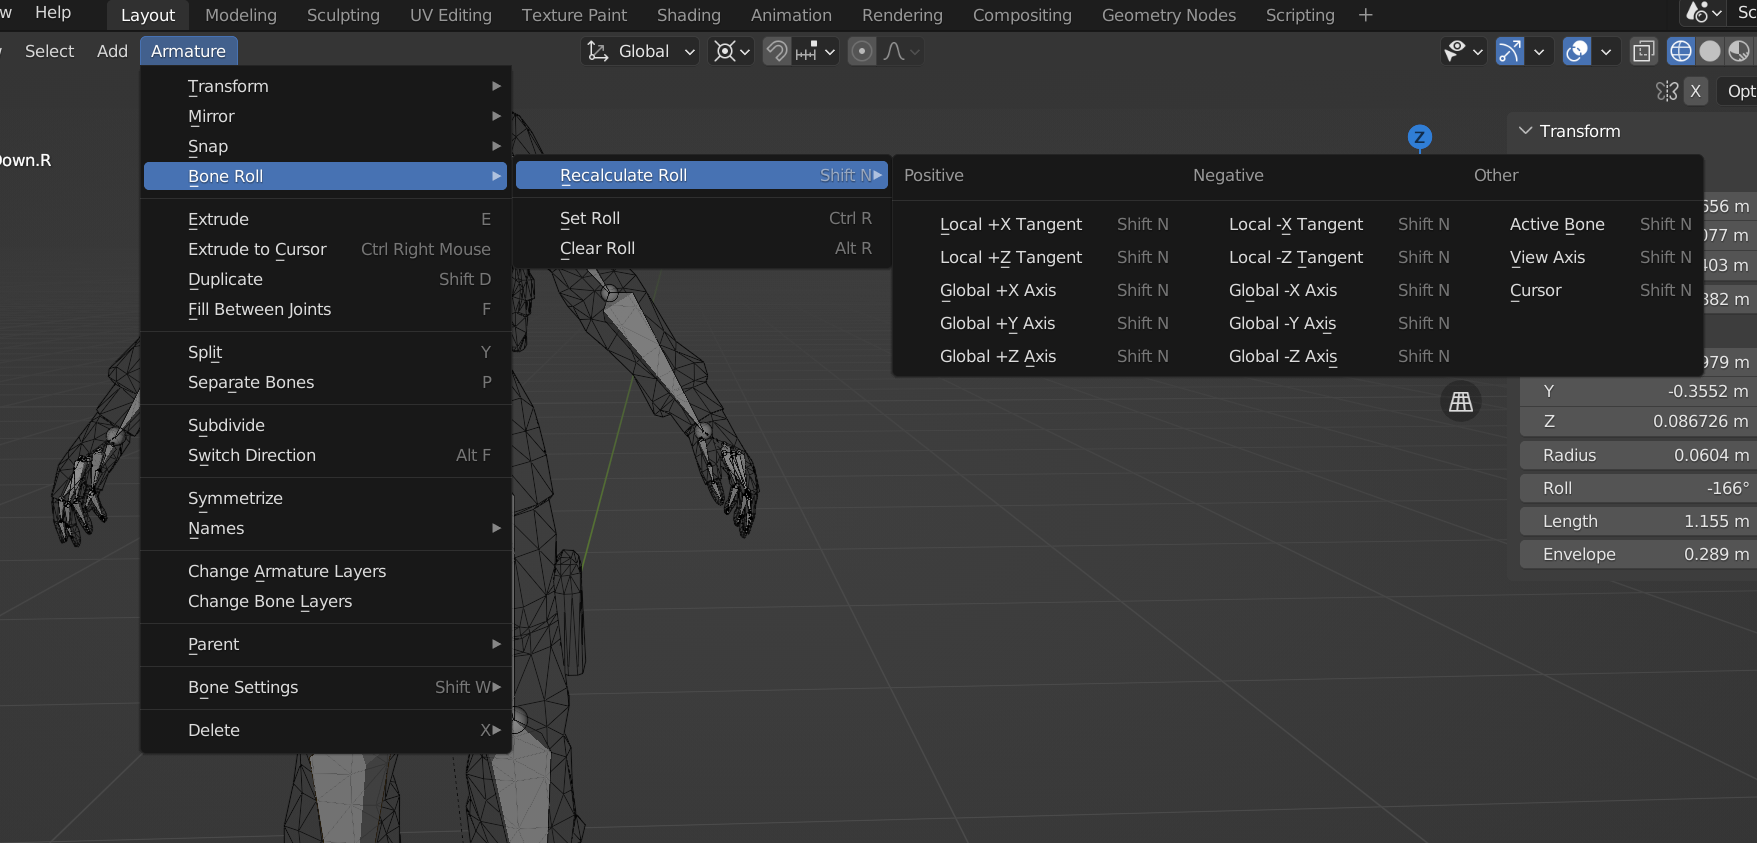 w Help Layout Modeling Sculpting UV Editing Texture Paint Shading Animation Rendering Compositing Geometry Nodes Scripting + Sc
Select Add Armature Global
X Opt
Transform
Mirror
Snap
Bone Roll
Extrude E
Extrude to Cursor Ctrl Right Mouse
Duplicate Shift D
Fill Between Joints F
Split Y
Separate Bones P
Subdivide
Switch Direction Alt F
Symmetrize
Names
Change Armature Layers
Change Bone Layers
Parent
Bone Settings Shift W
Delete X
own.R
Recalculate Roll Shift N
Set Roll Ctrl R
Clear Roll Alt R
Positive Negative Other
Local +X Tangent Shift N Local -X Tangent Shift N Active Bone Shift N
Local +Z Tangent Shift N Local -Z Tangent Shift N View Axis Shift N
Global +X Axis Shift N Global -X Axis Shift N Cursor Shift N
Global +Y Axis Shift N Global -Y Axis Shift N
Global +Z Axis Shift N Global -Z Axis Shift N
Z
Transform
556 m
077 m
403 m
382 m
979 m
Y -0.3552 m
Z 0.086726 m
Radius 0.0604 m
Roll -166°
Length 1.155 m
Envelope 0.289 m